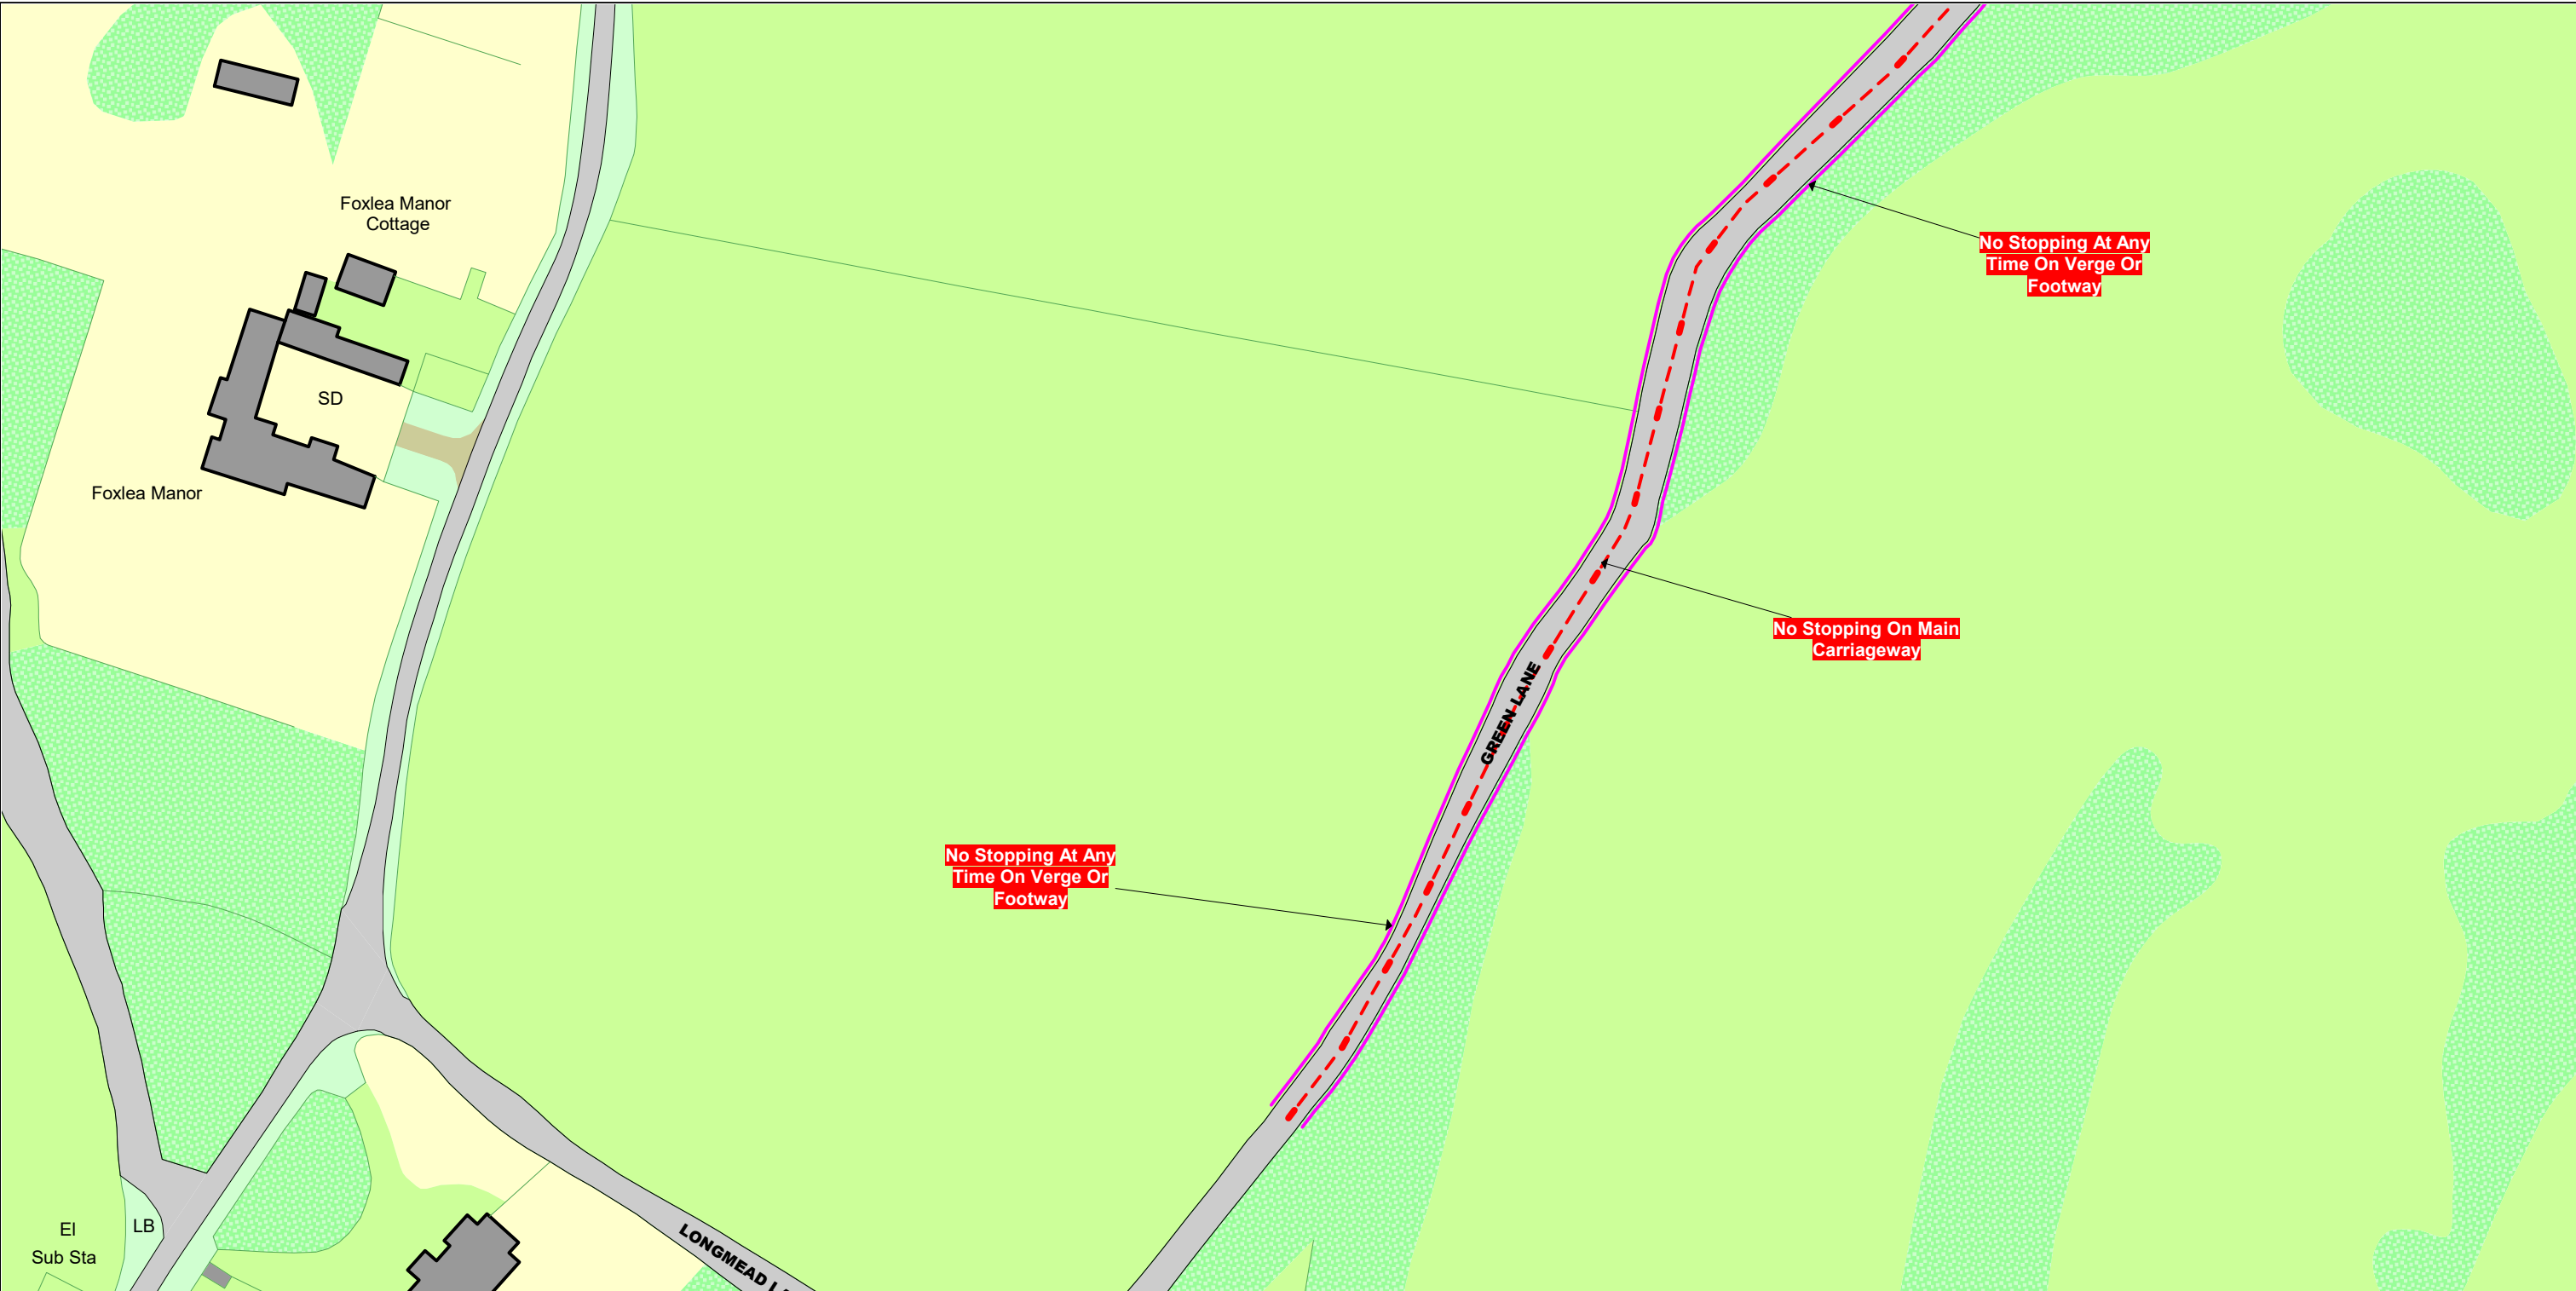 Foxlea Manor
Cottage
No Stopping At Any
Time On Verge Or
Footway
SD
Foxlea Manor
No Stopping On Main
Carriageway
GREEN LANE
No Stopping At Any
Time On Verge Or
Footway
El
Sub Sta
LB
LONGMEAD